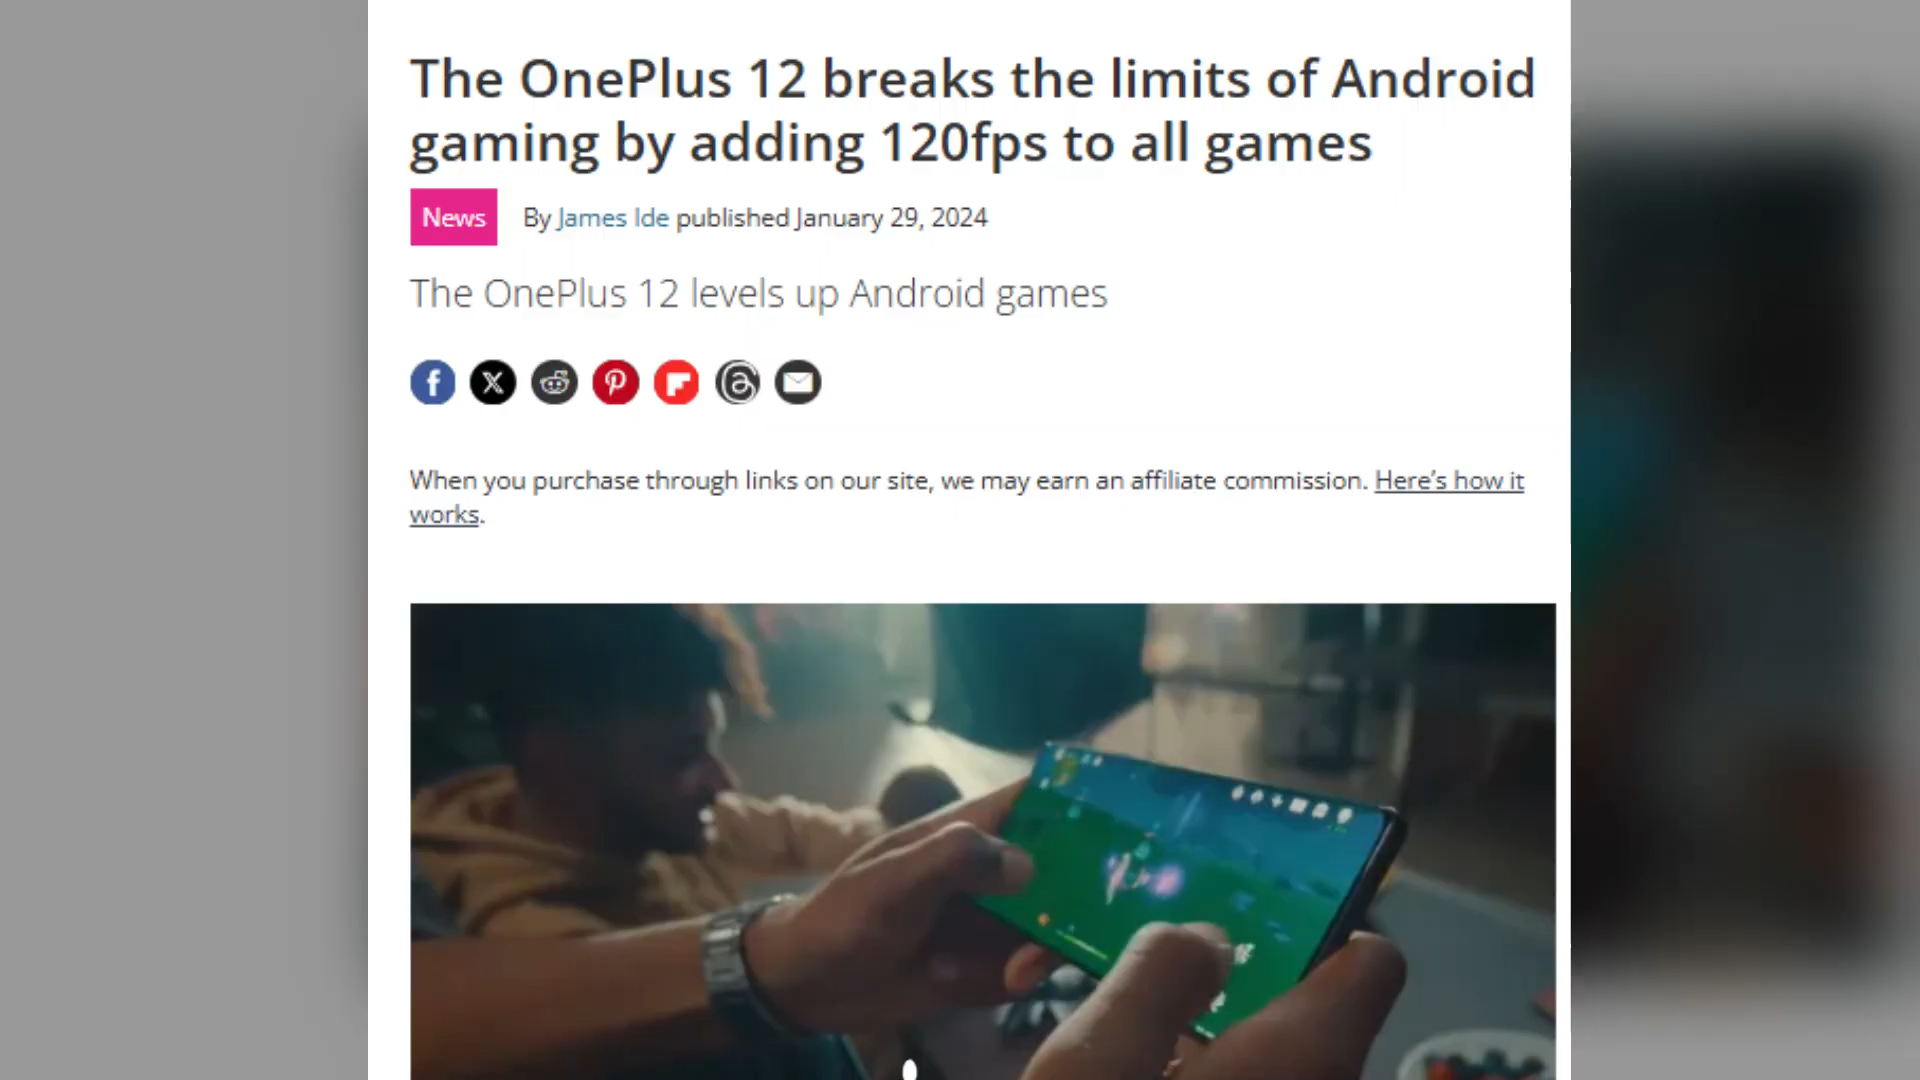 The OnePlus 12 breaks the limits of Android
gaming by adding 120fps to all games
News
By James Ide published January 29, 2024
The OnePlus 12 levels up Android games
When you purchase through links on our site, we may earn an affiliate commission. Here’s how it
works.